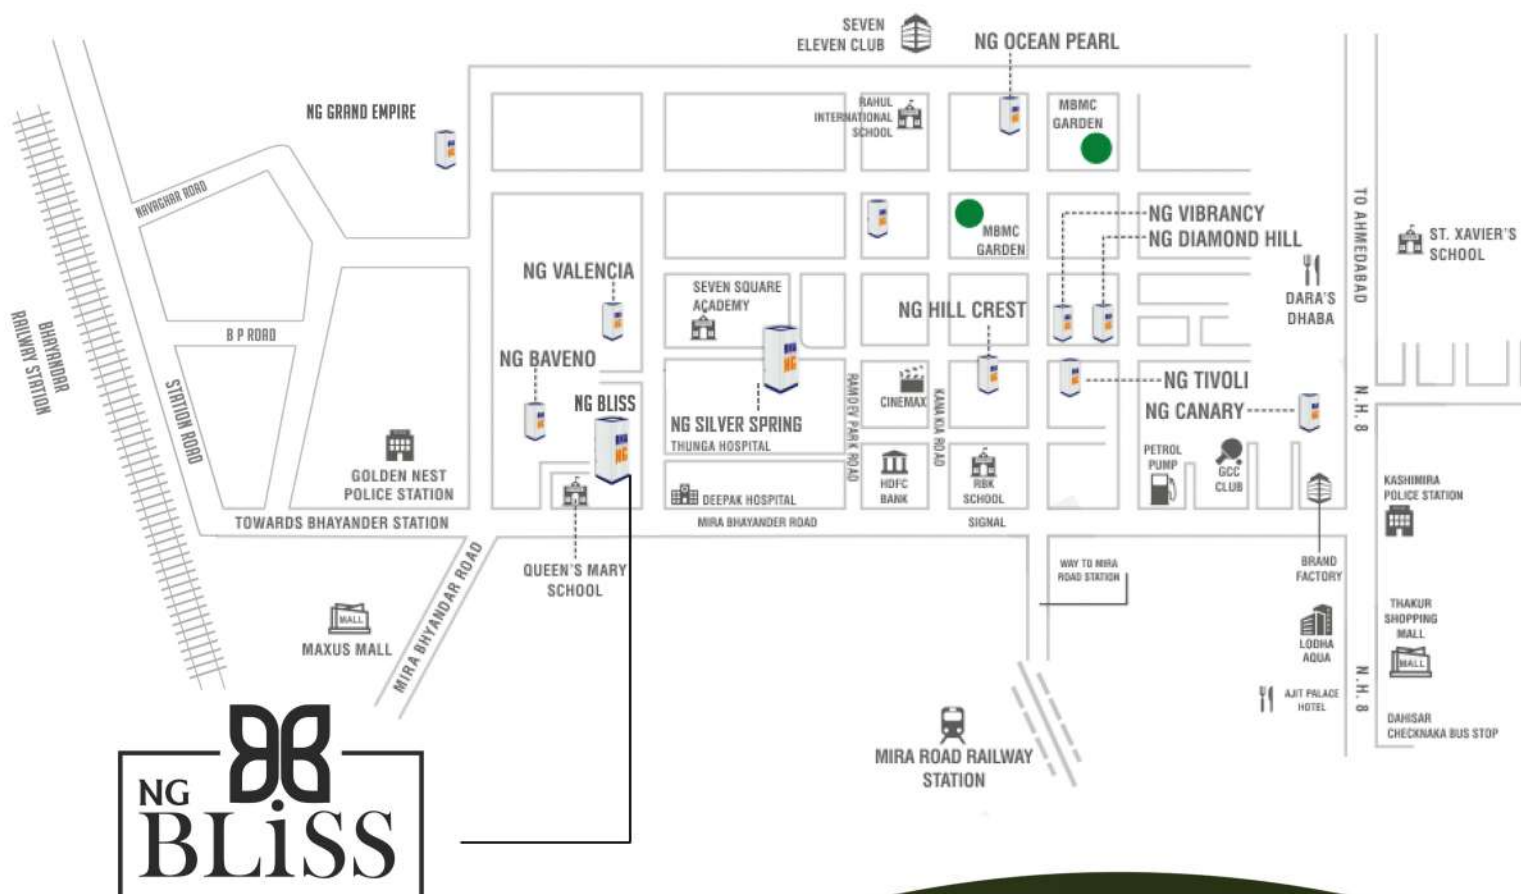 SEVEN
ELEVEN CLUB
NG OCEAN PEARL
NG GRAND EMPIRE
RAHUL
INTERNATIONAL
SCHOOL
MBMC
GARDEN
NAVAGHAR ROAD
MBMC
GARDEN
NG VIBRANCY
NG DIAMOND HILL
TO AHMEDABAD
ST. XAVIER'S
SCHOOL
NG VALENCIA
SEVEN SQUARE
ACADEMY
DARA'S
DHABA
BHAYANDAR
RAILWAY STATION
B P ROAD
NG HILL CREST
NG BAVENO
STATION ROAD
NG BLISS
NG SILVER SPRING
THUNGA HOSPITAL
RAMDEV PARK ROAD
CINEMAX
KANAKIA ROAD
NG TIVOLI
NG CANARY
N.H.8
GOLDEN NEST
POLICE STATION
PETROL
PUMP
GCC
CLUB
HDFC
BANK
RBK
SCHOOL
KASHIMIRA
POLICE STATION
DEEPAK HOSPITAL
TOWARDS BHAYANDER STATION
MIRA BHAYANDER ROAD
SIGNAL
QUEEN'S MARY
SCHOOL
WAY TO MIRA
ROAD STATION
BRAND
FACTORY
MALL
MAXUS MALL
MIRA BHYANDAR ROAD
THAKUR
SHOPPING
MALL
LODHA
AQUA
MALL
N.H.8
AJIT PALACE
HOTEL
DAHISAR
CHECKNAKA BUS STOP
MIRA ROAD RAILWAY
STATION
NG
BLiSS